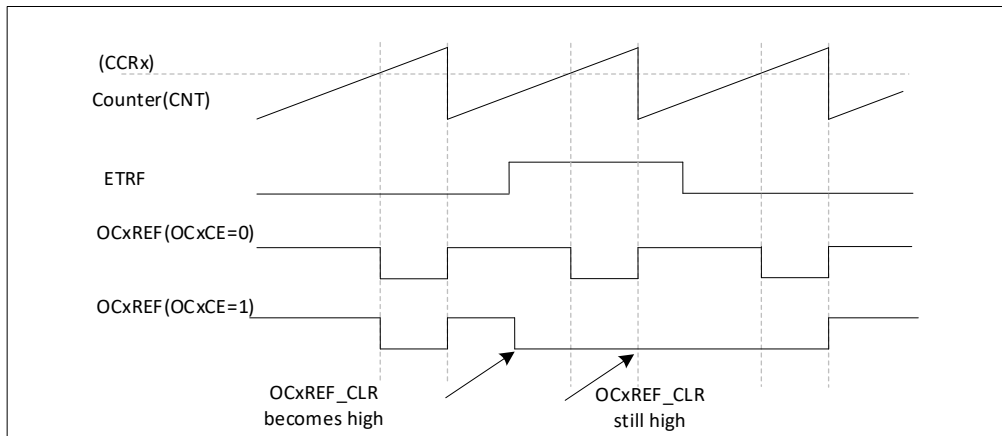 (CCRx)
Counter(CNT)
ETRF
OCxREF(OCxCE=0)
OCxREF(OCxCE=1)
OCxREF_CLR
becomes high
OCxREF_CLR
still high